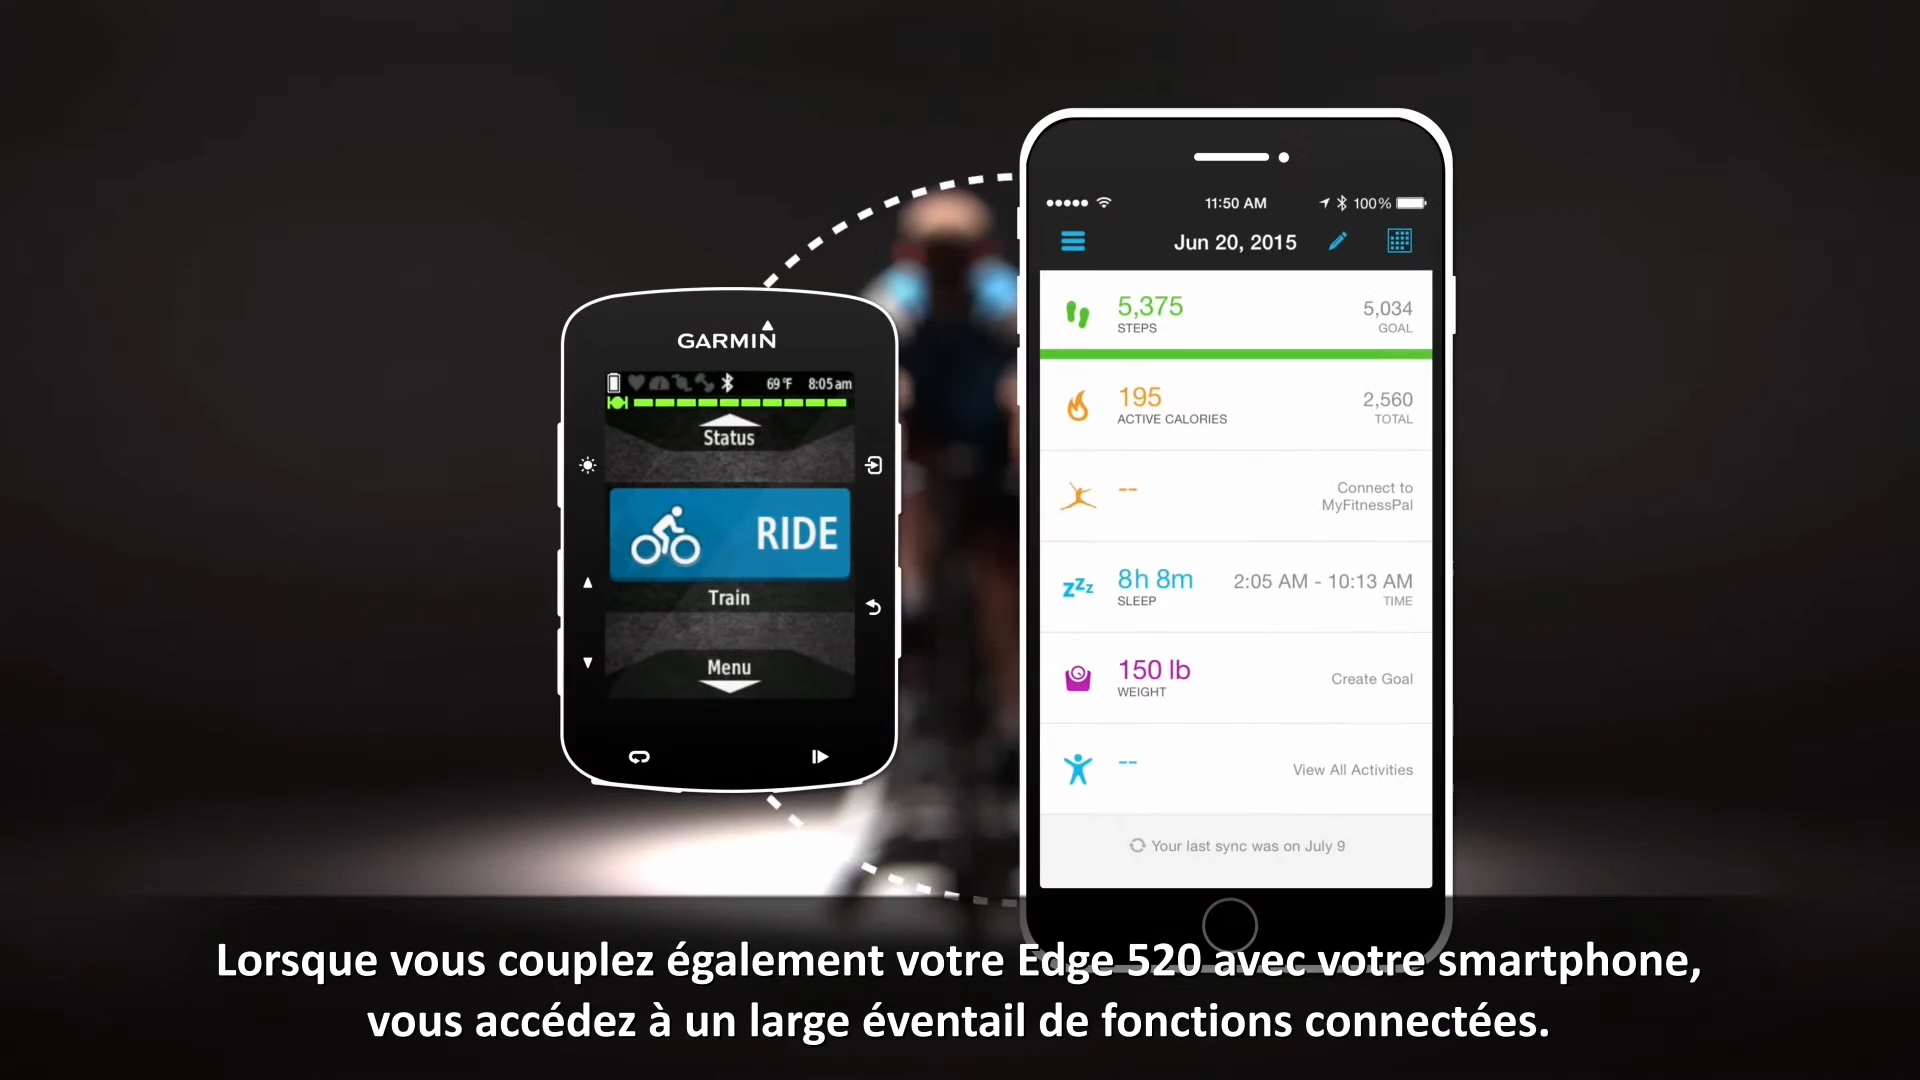 GARMIN
69 °F 8:05 am
Status
RIDE
Train
Menu
11:50 AM
100%
Jun 20, 2015
5,375
STEPS
5,034
GOAL
195
ACTIVE CALORIES
2,560
TOTAL
--
Connect to
MyFitnessPal
zzz
8h 8m
SLEEP
2:05 AM - 10:13 AM
TIME
150 lb
WEIGHT
Create Goal
--
View All Activities
Your last sync was on July 9
Lorsque vous couplez également votre Edge 520 avec votre smartphone,
vous accédez à un large éventail de fonctions connectées.